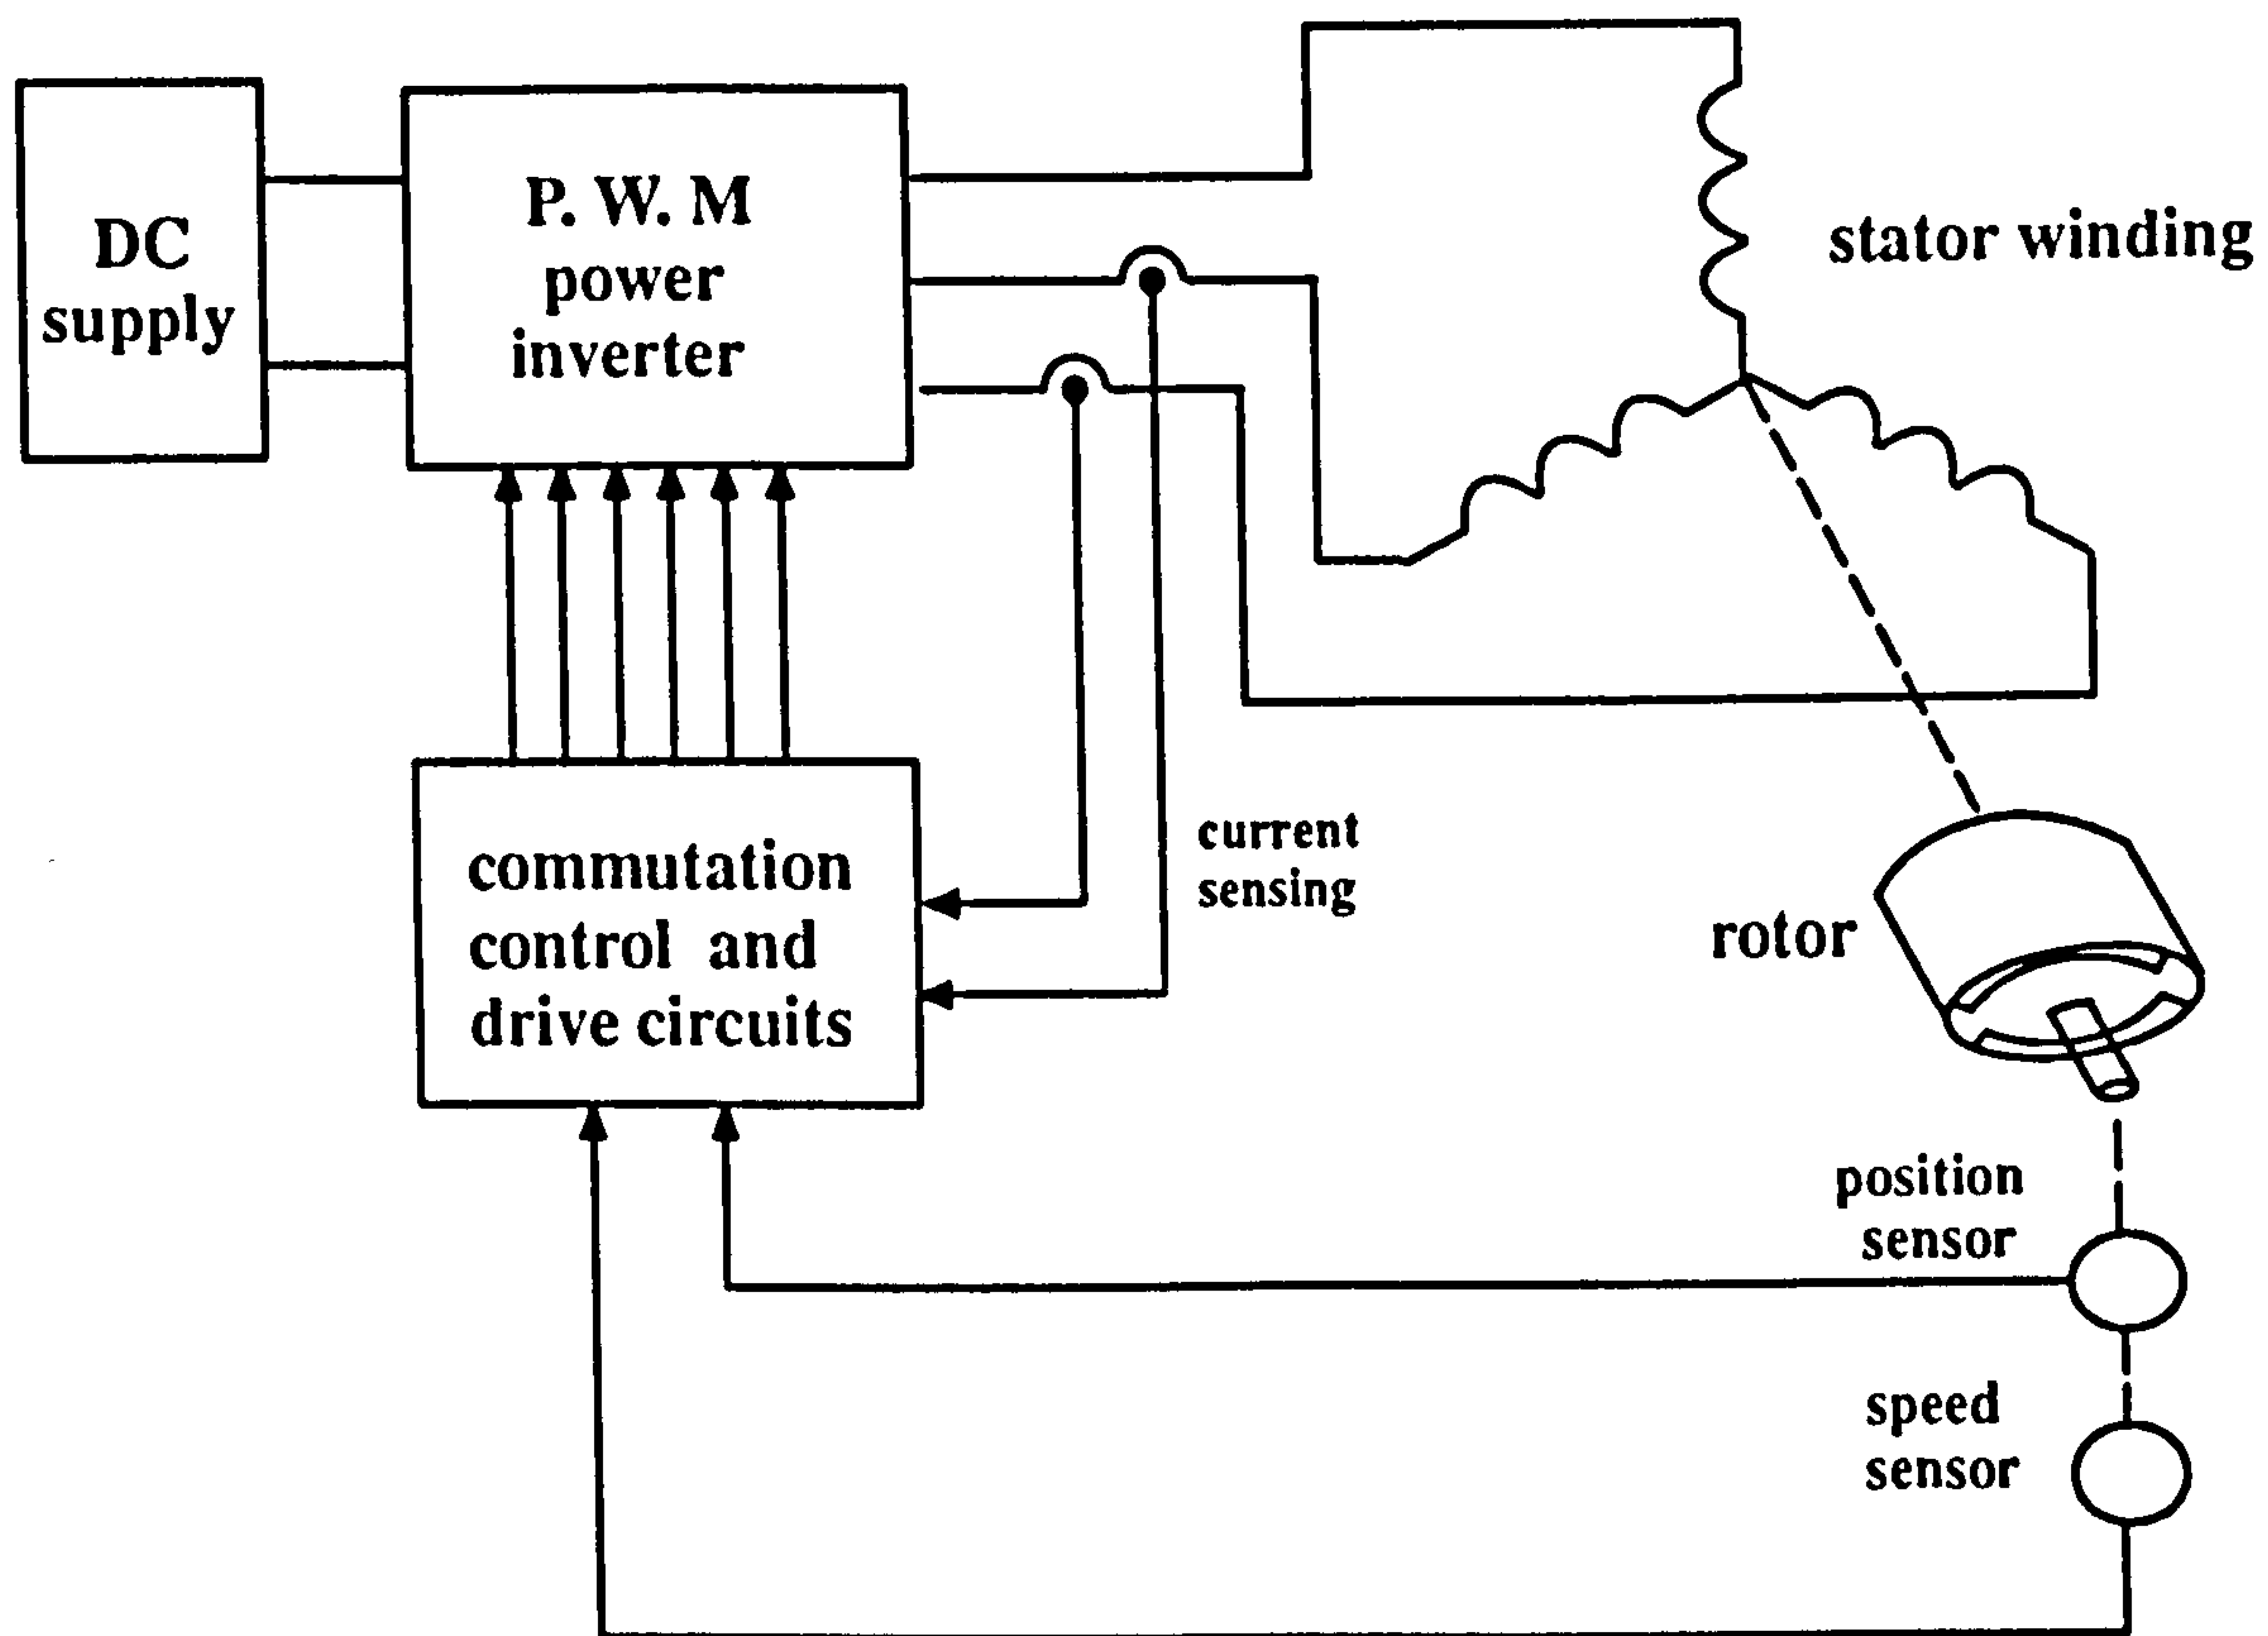 DC
supply
P. W. M
power
inverter
stator winding
commutation
control and
drive circuits
current
sensing
rotor
position
sensor
speed
sensor